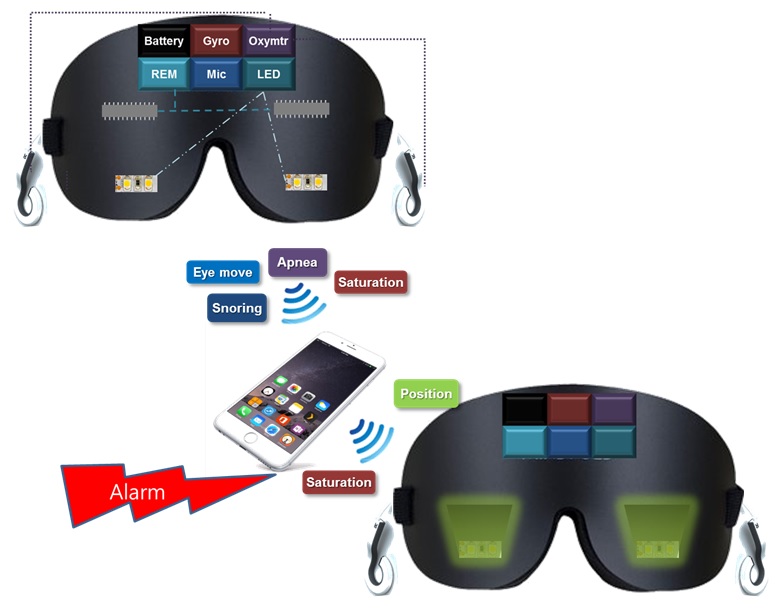 Battery Gyro Oxymtr
REM Mic LED
Apnea
Eye move
Saturation
Snoring
Position
Saturation
Alarm